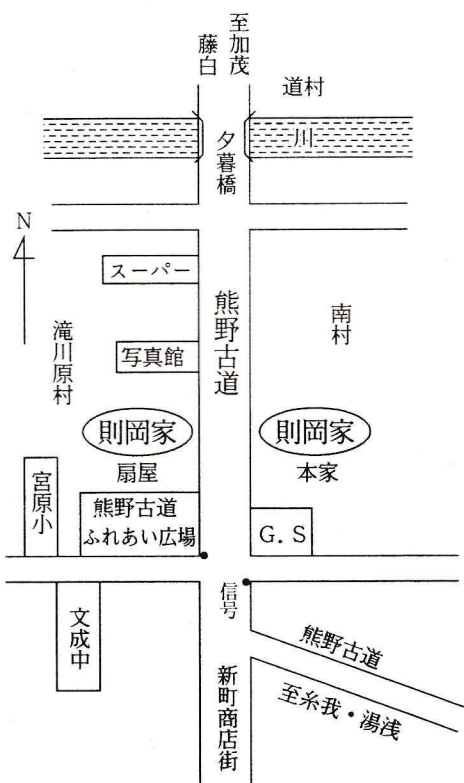 至加茂
藤白
道村
川
夕暮橋
N
スーパー
熊野古道
南村
写真館
滝川原村
則岡家
扇屋
則岡家
本家
宮原小
熊野古道
ふれあい広場
G.S
信号
文成中
熊野古道
至糸我・湯浅
新町商店街